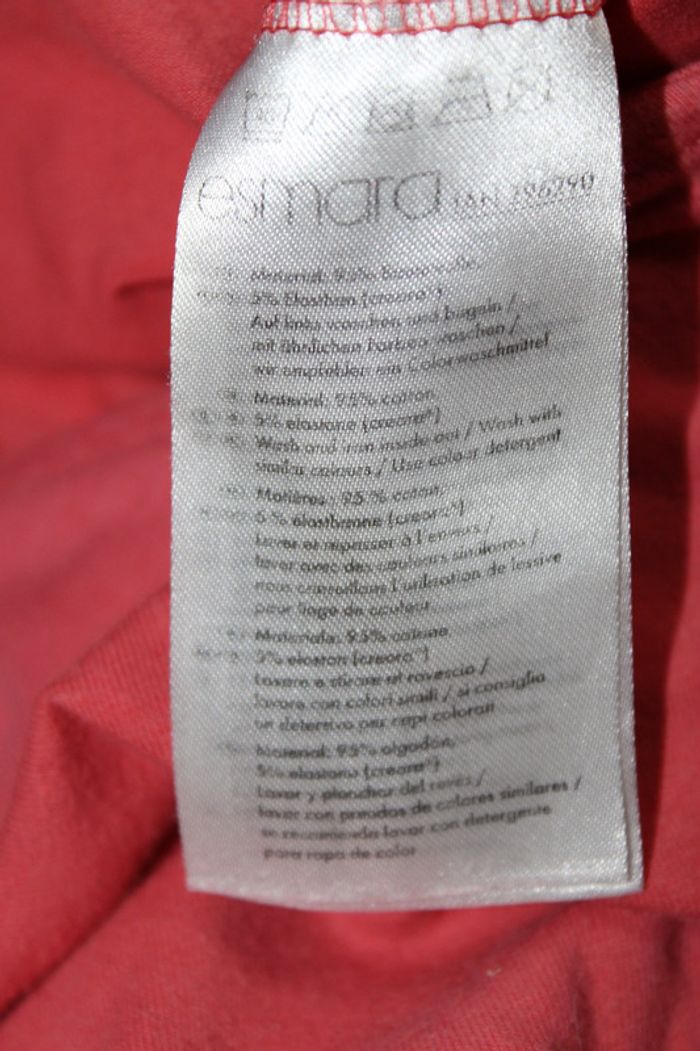 esmara IAN 296290
Material: 95% Baumwolle,
5% Elasthan (creora®)
Auf links waschen und bügeln /
mit ähnlichen Farben waschen /
wir empfehlen ein Colorwaschmittel
Material: 95% cotton,
5% elastane (creora®)
Wash and iron inside out / Wash with
similar colours / Use colour detergent
Matières : 95 % coton,
5 % élasthanne (creora®)
Laver et repasser à l'envers /
laver avec des couleurs similaires /
nous conseillons l'utilisation de lessive
pour linge de couleur
Materiale: 95% cotone,
5% elastan (creora®)
Lavare e stirare al rovescio /
lavare con colori simili / si consiglia
un detersivo per capi colorati
Material: 95% algodón,
5% elastano (creora®)
Lavar y planchar del revés /
lavar con prendas de colores similares /
se recomienda lavar con detergente
para ropa de color